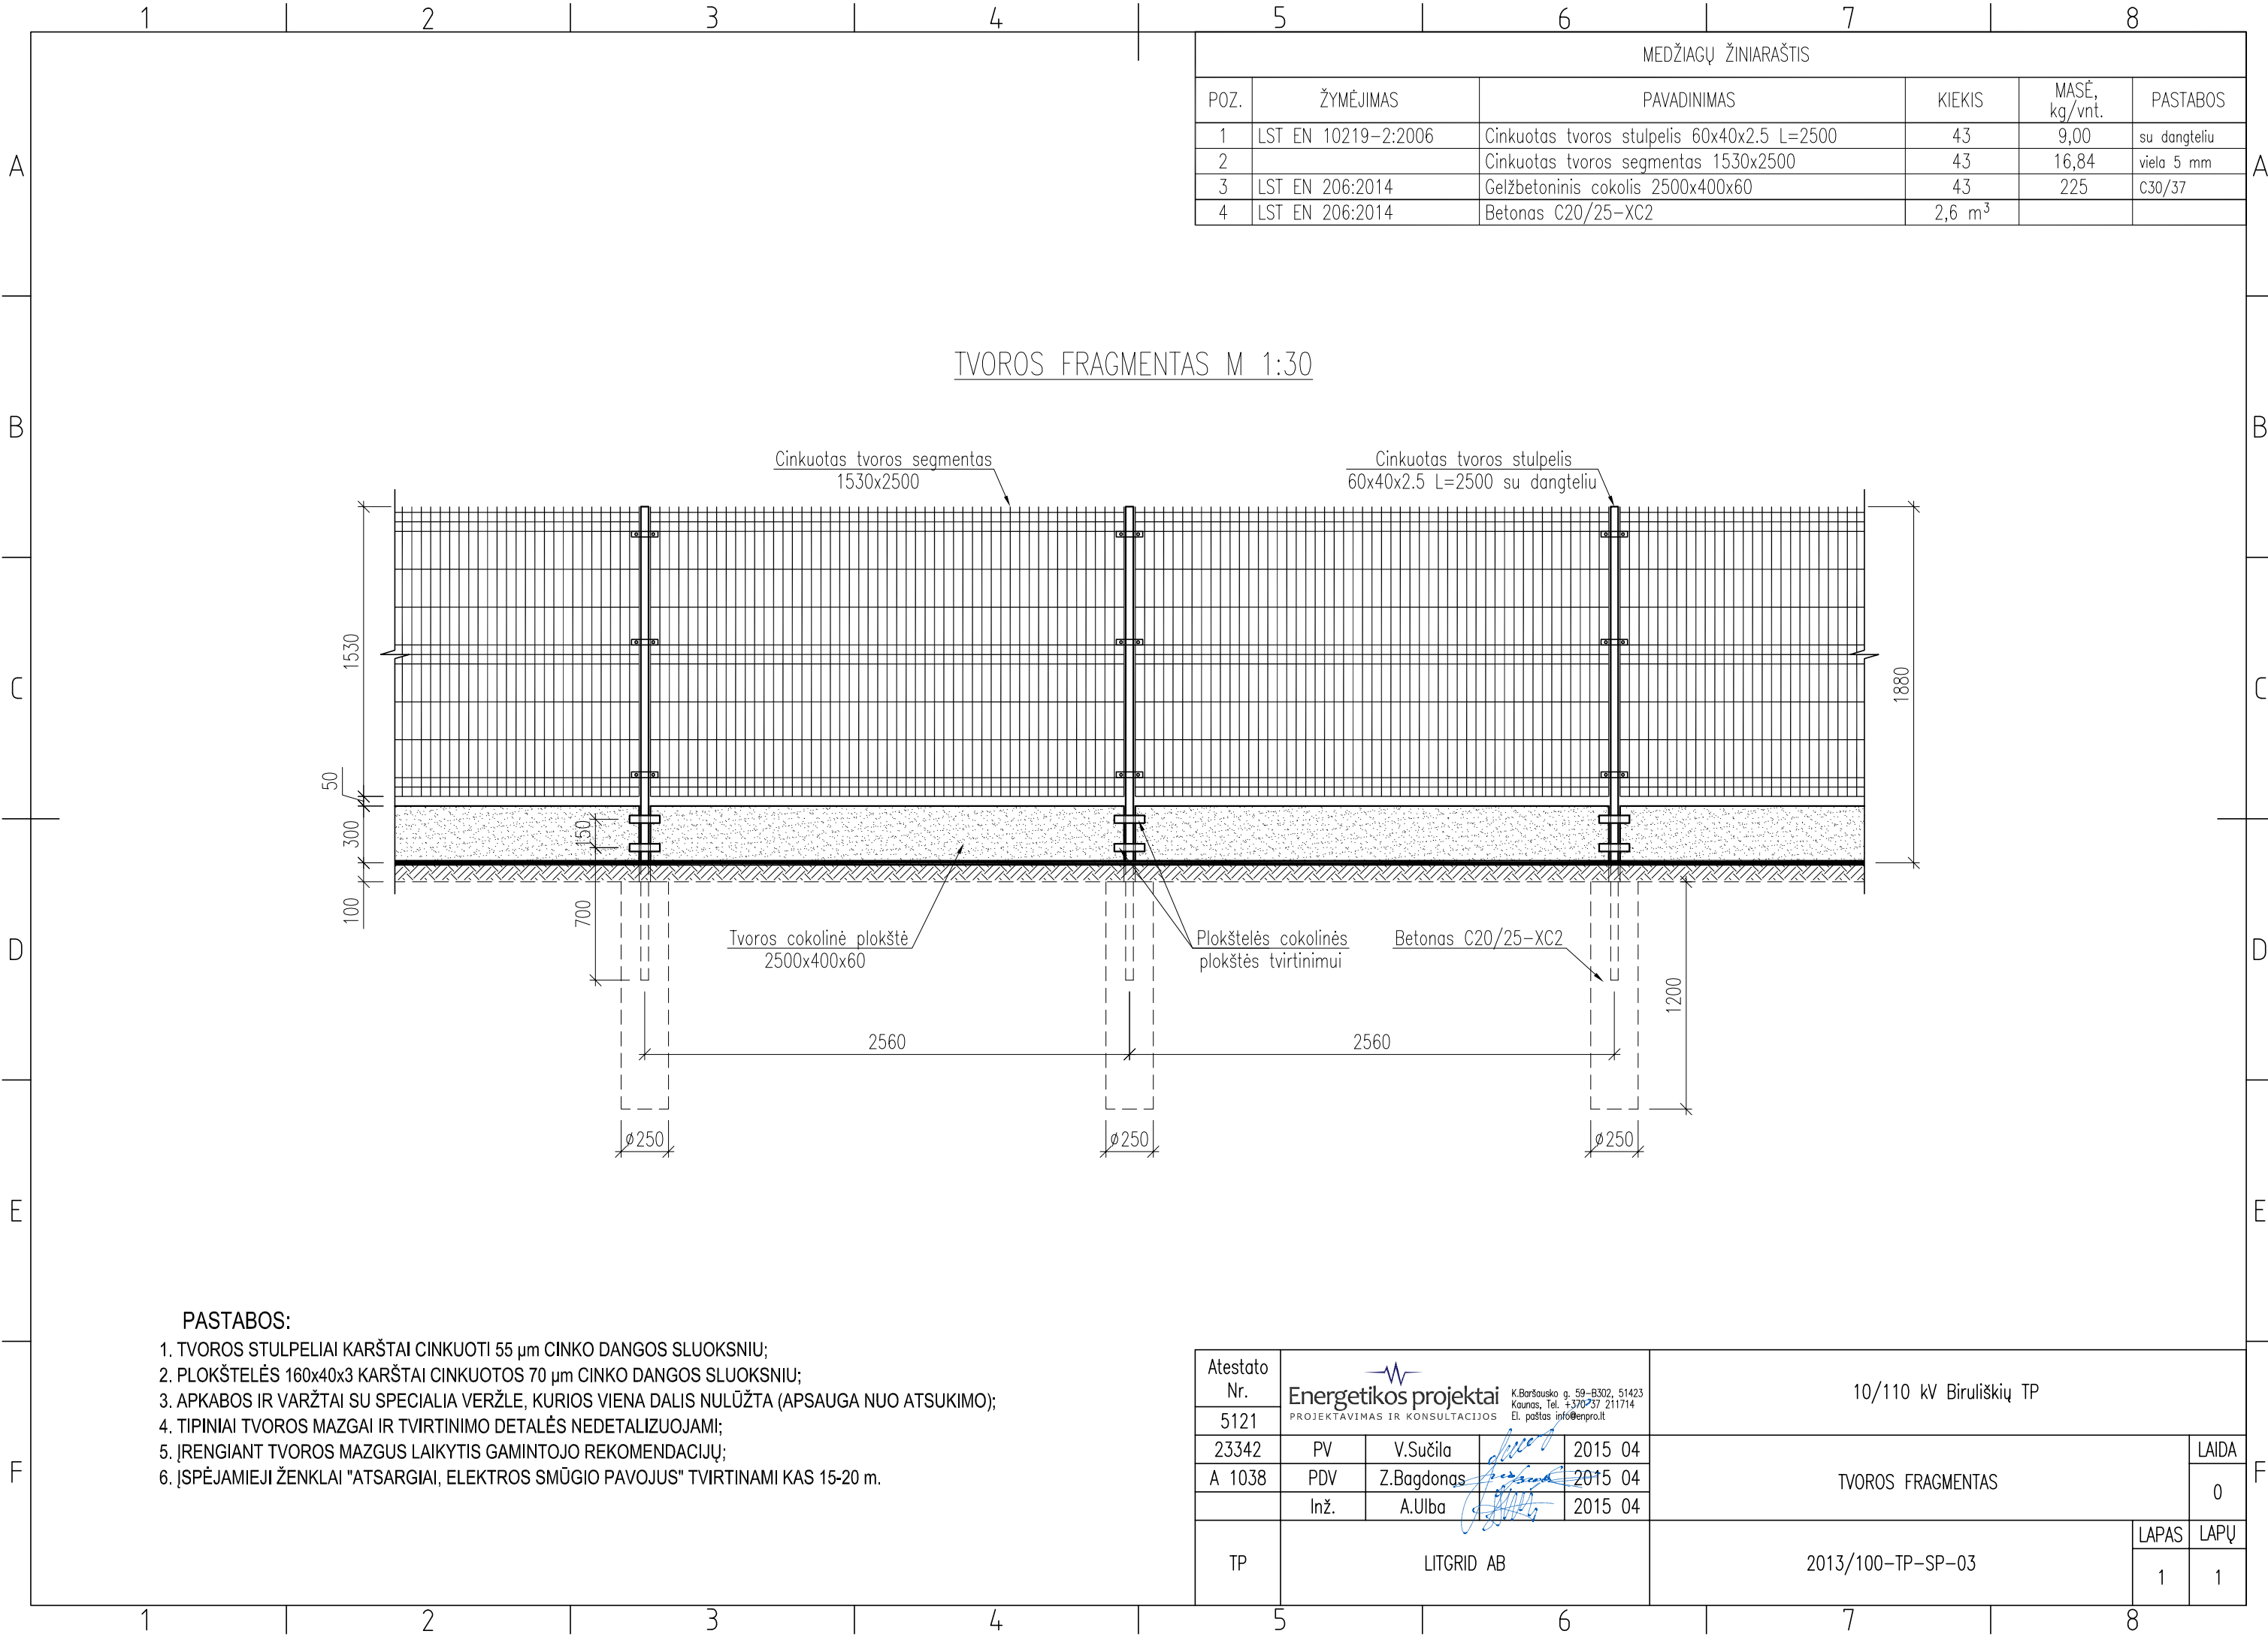 1 2 3 4 5 6 7 8
MEDŽIAGŲ ŽINIARAŠTIS
POZ. ŽYMĖJIMAS PAVADINIMAS KIEKIS MASĖ, kg/vnt. PASTABOS
1 LST EN 10219-2:2006 Cinkuotas tvoros stulpelis 60x40x2.5 L=2500 43 9,00 su dangteliu
2 Cinkuotas tvoros segmentas 1530x2500 43 16,84 viela 5 mm
3 LST EN 206:2014 Gelžbetoninis cokolis 2500x400x60 43 225 C30/37
4 LST EN 206:2014 Betonas C20/25-XC2 2,6 m³
A A
TVOROS FRAGMENTAS M 1:30
B B
Cinkuotas tvoros segmentas
1530x2500
Cinkuotas tvoros stulpelis
60x40x2.5 L=2500 su dangteliu
1530
1880
C C
50
300
150
100
700
Tvoros cokolinė plokštė
2500x400x60
Plokštelės cokolinės
plokštės tvirtinimui
Betonas C20/25-XC2
D D
1200
2560 2560
ø250 ø250 ø250
E E
PASTABOS:
1. TVOROS STULPELIAI KARŠTAI CINKUOTI 55 µm CINKO DANGOS SLUOKSNIU;
2. PLOKŠTELĖS 160x40x3 KARŠTAI CINKUOTOS 70 µm CINKO DANGOS SLUOKSNIU;
3. APKABOS IR VARŽTAI SU SPECIALIA VERŽLE, KURIOS VIENA DALIS NULŪŽTA (APSAUGA NUO ATSUKIMO);
4. TIPINIAI TVOROS MAZGAI IR TVIRTINIMO DETALĖS NEDETALIZUOJAMI;
5. ĮRENGIANT TVOROS MAZGUS LAIKYTIS GAMINTOJO REKOMENDACIJŲ;
6. ĮSPĖJAMIEJI ŽENKLAI "ATSARGIAI, ELEKTROS SMŪGIO PAVOJUS" TVIRTINAMI KAS 15-20 m.
F F
Atestato
Nr.
5121
Energetikos projektai
PROJEKTAVIMAS IR KONSULTACIJOS
K.Baršausko g. 59-B302, 51423
Kaunas, Tel. +370 37 211714
El. paštas info@enpro.lt
10/110 kV Biruliškių TP
23342 PV V.Sučila 2015 04
A 1038 PDV Z.Bagdonas 2015 04
Inž. A.Ulba 2015 04
TVOROS FRAGMENTAS
LAIDA
0
TP LITGRID AB 2013/100-TP-SP-03
LAPAS LAPŲ
1 1
1 2 3 4 5 6 7 8